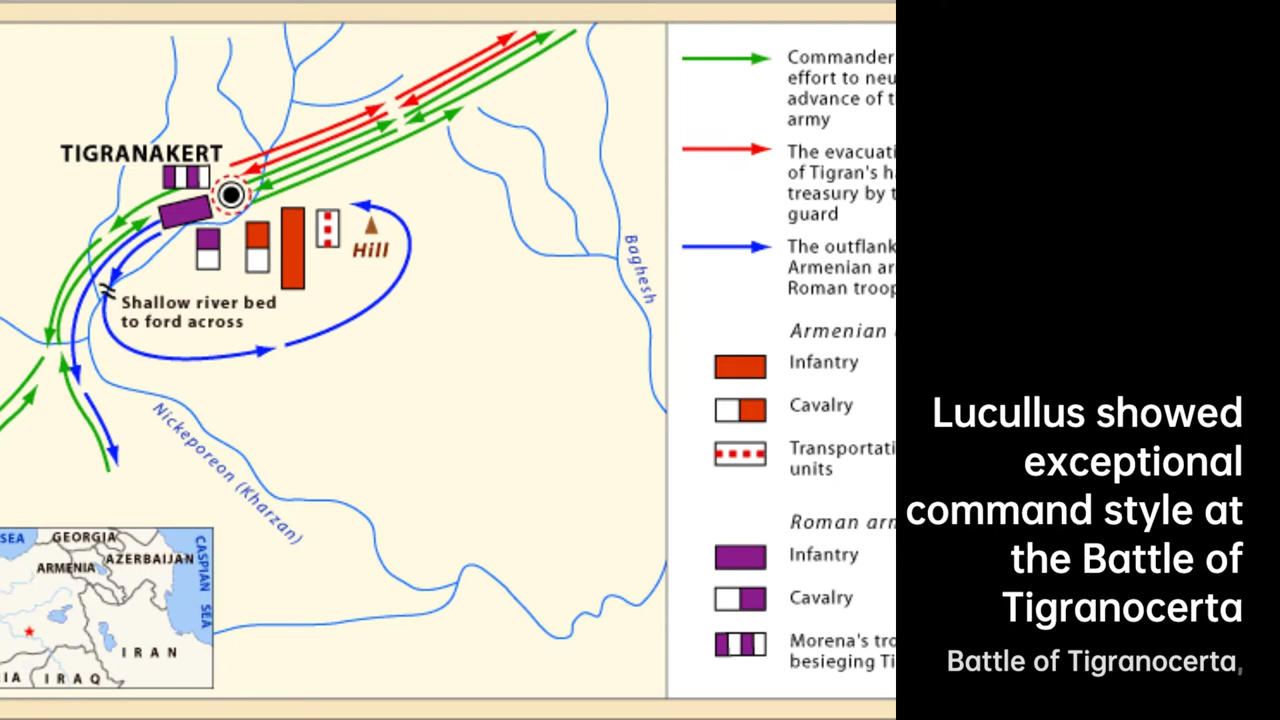 TIGRANAKERT
Hill
Shallow river bed
to ford across
Baghesh
Nickeporeon (Kharzan)
SEA
GEORGIA
ARMENIA
AZERBAIJAN
CASPIAN SEA
IRAN
IA
IRAQ
Commander
effort to neu
advance of t
army
The evacuati
of Tigran's h
treasury by t
guard
The outflank
Armenian ar
Roman troop
Armenian
Infantry
Cavalry
Transportati
units
Roman arn
Infantry
Cavalry
Morena's tro
besieging Ti
Lucullus showed
exceptional
command style at
the Battle of
Tigranocerta
Battle of Tigranocerta,